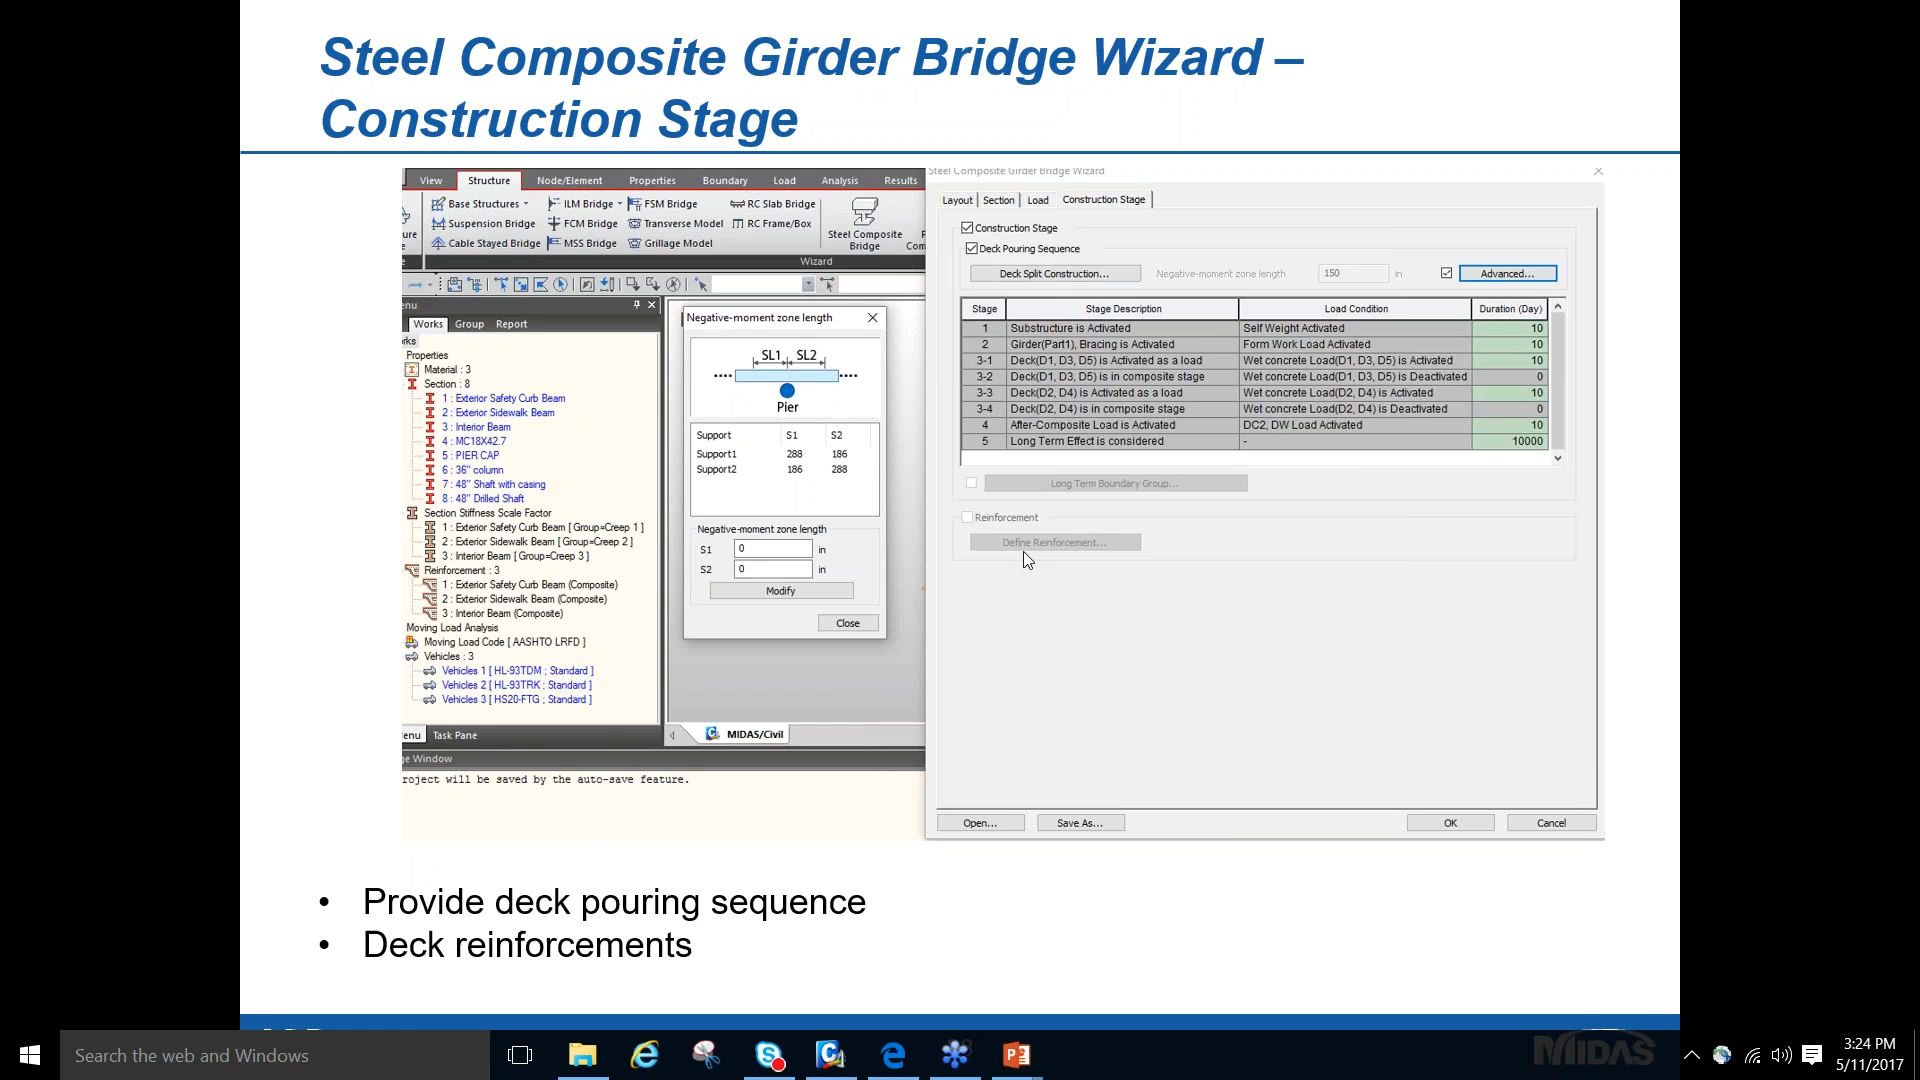 Steel Composite Girder Bridge Wizard –
Construction Stage
View Structure Node/Element Properties Boundary Load Analysis Results
Base Structures ILM Bridge FSM Bridge RC Slab Bridge
Suspension Bridge FCM Bridge Transverse Model RC Frame/Box
Cable Stayed Bridge MSS Bridge Grillage Model
Steel Composite
Bridge
Wizard
Works Group Report
Properties
Material : 3
Section : 8
1 : Exterior Safety Curb Beam
2 : Exterior Sidewalk Beam
3 : Interior Beam
4 : MC18X42.7
5 : PIER CAP
6 : 36" column
7 : 48" Shaft with casing
8 : 48" Drilled Shaft
Section Stiffness Scale Factor
1 : Exterior Safety Curb Beam [ Group=Creep 1 ]
2 : Exterior Sidewalk Beam [ Group=Creep 2 ]
3 : Interior Beam [ Group=Creep 3 ]
Reinforcement : 3
1 : Exterior Safety Curb Beam (Composite)
2 : Exterior Sidewalk Beam (Composite)
3 : Interior Beam (Composite)
Moving Load Analysis
Moving Load Code [ AASHTO LRFD ]
Vehicles : 3
Vehicles 1 [ HL-93TDM ; Standard ]
Vehicles 2 [ HL-93TRK ; Standard ]
Vehicles 3 [ HS20-FTG ; Standard ]
enu Task Pane
ge Window
roject will be saved by the auto-save feature.
Negative-moment zone length
SL1 SL2
Pier
Support S1 S2
Support1 288 186
Support2 186 288
Negative-moment zone length
S1 0 in
S2 0 in
Modify
Close
MIDAS/Civil
Steel Composite Girder Bridge Wizard
Layout Section Load Construction Stage
Construction Stage
Deck Pouring Sequence
Deck Split Construction... Negative-moment zone length 150 in Advanced...
Stage Stage Description Load Condition Duration (Day)
1 Substructure is Activated Self Weight Activated 10
2 Girder(Part1), Bracing is Activated Form Work Load Activated 10
3-1 Deck(D1, D3, D5) is Activated as a load Wet concrete Load(D1, D3, D5) is Activated 10
3-2 Deck(D1, D3, D5) is in composite stage Wet concrete Load(D1, D3, D5) is Deactivated 0
3-3 Deck(D2, D4) is Activated as a load Wet concrete Load(D2, D4) is Activated 10
3-4 Deck(D2, D4) is in composite stage Wet concrete Load(D2, D4) is Deactivated 0
4 After-Composite Load is Activated DC2, DW Load Activated 10
5 Long Term Effect is considered - 10000
Long Term Boundary Group...
Reinforcement
Define Reinforcement...
Open... Save As... OK Cancel
• Provide deck pouring sequence
• Deck reinforcements
MIDAS
Search the web and Windows
3:24 PM
5/11/2017